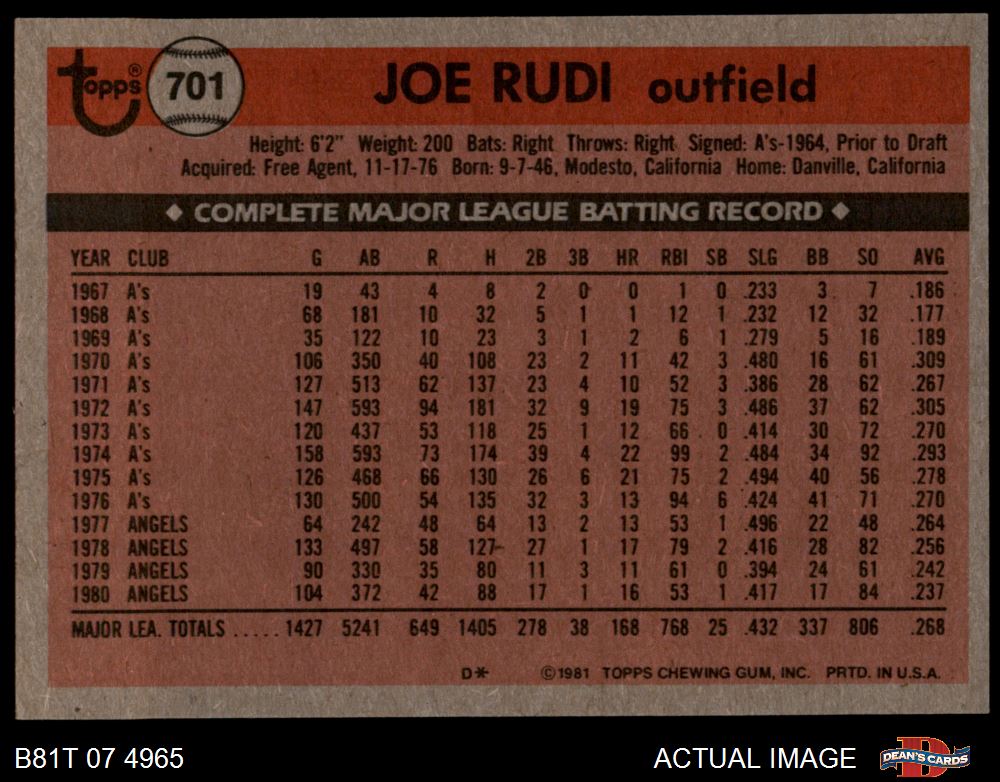 Topps® 701 JOE RUDI outfield
Height: 6'2" Weight: 200 Bats: Right Throws: Right Signed: A's-1964, Prior to Draft
Acquired: Free Agent, 11-17-76 Born: 9-7-46, Modesto, California Home: Danville, California
◆ COMPLETE MAJOR LEAGUE BATTING RECORD ◆
YEAR CLUB G AB R H 2B 3B HR RBI SB SLG BB SO AVG
1967 A's 19 43 4 8 2 0 0 1 0 .233 3 7 .186
1968 A's 68 181 10 32 5 1 1 12 1 .232 12 32 .177
1969 A's 35 122 10 23 3 1 2 6 1 .279 5 16 .189
1970 A's 106 350 40 108 23 2 11 42 3 .480 16 61 .309
1971 A's 127 513 62 137 23 4 10 52 3 .386 28 62 .267
1972 A's 147 593 94 181 32 9 19 75 3 .486 37 62 .305
1973 A's 120 437 53 118 25 1 12 66 0 .414 30 72 .270
1974 A's 158 593 73 174 39 4 22 99 2 .484 34 92 .293
1975 A's 126 468 66 130 26 6 21 75 2 .494 40 56 .278
1976 A's 130 500 54 135 32 3 13 94 6 .424 41 71 .270
1977 ANGELS 64 242 48 64 13 2 13 53 1 .496 22 48 .264
1978 ANGELS 133 497 58 127 27 1 17 79 2 .416 28 82 .256
1979 ANGELS 90 330 35 80 11 3 11 61 0 .394 24 61 .242
1980 ANGELS 104 372 42 88 17 1 16 53 1 .417 17 84 .237
MAJOR LEA. TOTALS ..... 1427 5241 649 1405 278 38 168 768 25 .432 337 806 .268
D* ©1981 TOPPS CHEWING GUM, INC. PRTD. IN U.S.A.
B81T 07 4965 ACTUAL IMAGE DEAN'S CARDS